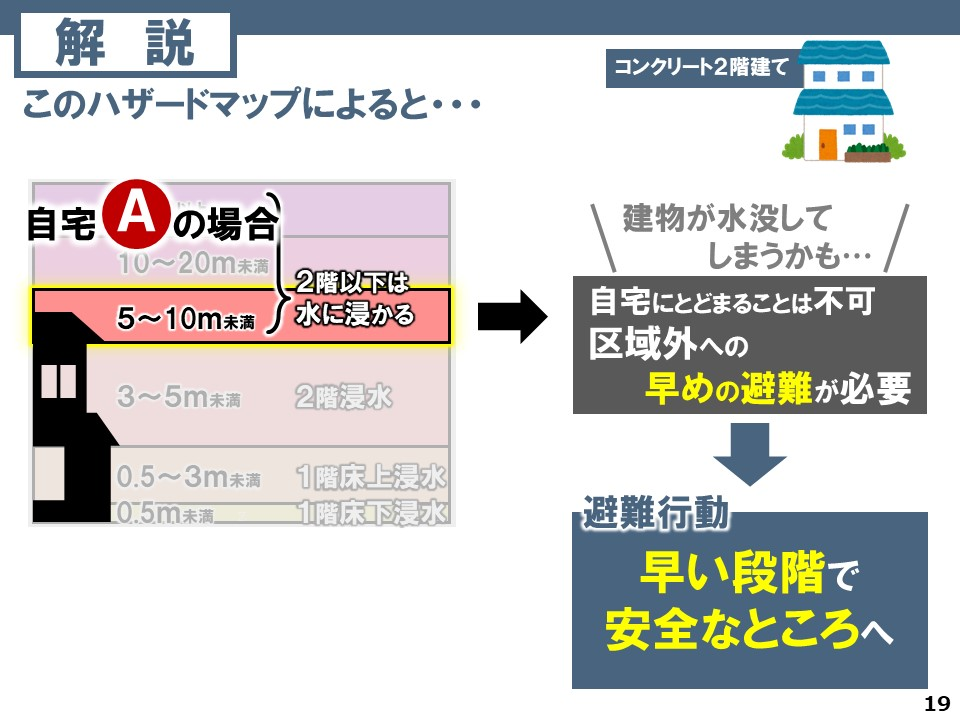 解 説
コンクリート２階建て
このハザードマップによると・・・
自宅 A の場合
10～20m未満
5～10m未満
2階以下は
水に浸かる
3～5m未満
2階浸水
0.5～3m未満
1階床上浸水
0.5m未満
1階床下浸水
建物が水没して
しまうかも…
自宅にとどまることは不可
区域外への
早めの避難が必要
避難行動
早い段階で
安全なところへ
19